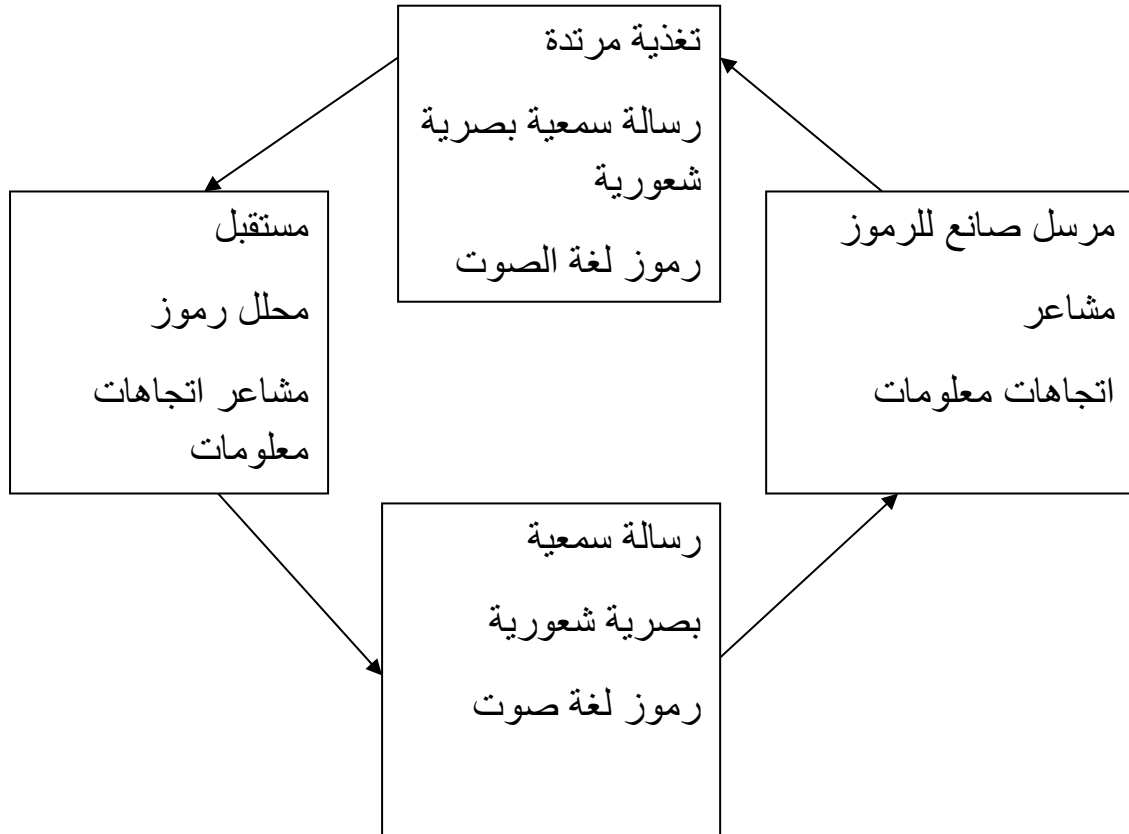 تغذية مرتدة
رسالة سمعية بصرية
شعورية
رموز لغة الصوت
مرسل صانع للرموز
مشاعر
اتجاهات معلومات
مستقبل
محلل رموز
مشاعر اتجاهات
معلومات
رسالة سمعية
بصرية شعورية
رموز لغة صوت